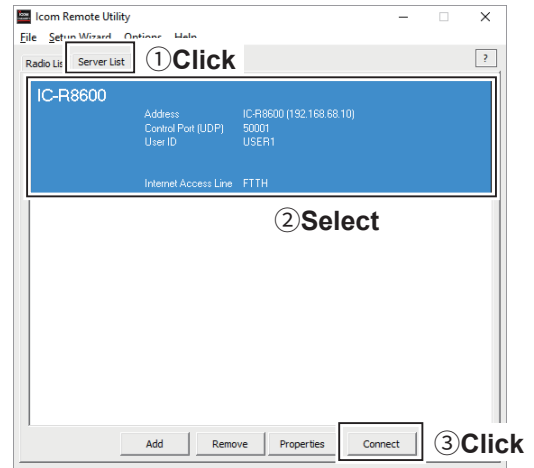 Icom Remote Utility
File Setup Wizard Options Help
Radio Lis Server List ①Click ?
IC-R8600
Address IC-R8600 (192.168.68.10)
Control Port (UDP) 50001
User ID USER1
Internet Access Line FTTH
②Select
Add Remove Properties Connect ③Click